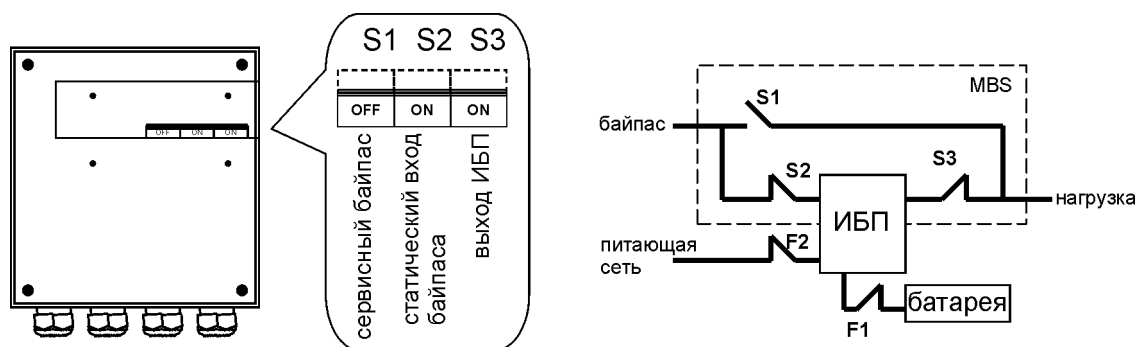 OFF ON ON
S1 S2 S3
OFF ON ON
сервисный байпас
статический вход
байпаса
выход ИБП
MBS
S1
байпас
S2
S3
ИБП
нагрузка
питающая
сеть
F2
F1
батарея